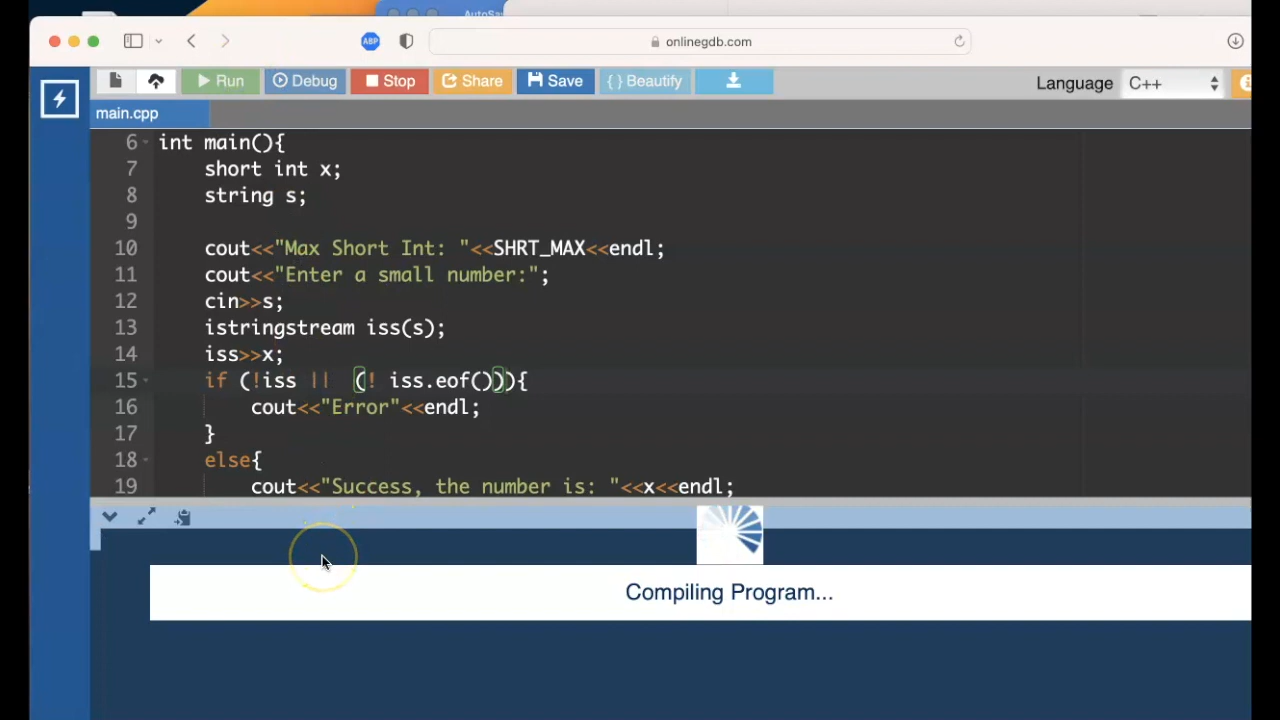 AutoSav
ABP
onlinegdb.com
Run Debug Stop Share Save { } Beautify Language C++
main.cpp
6 int main(){
7 short int x;
8 string s;
9
10 cout<<"Max Short Int: "<<SHRT_MAX<<endl;
11 cout<<"Enter a small number:";
12 cin>>s;
13 istringstream iss(s);
14 iss>>x;
15 if (!iss || (! iss.eof())){
16 cout<<"Error"<<endl;
17 }
18 else{
19 cout<<"Success, the number is: "<<x<<endl;
Compiling Program...